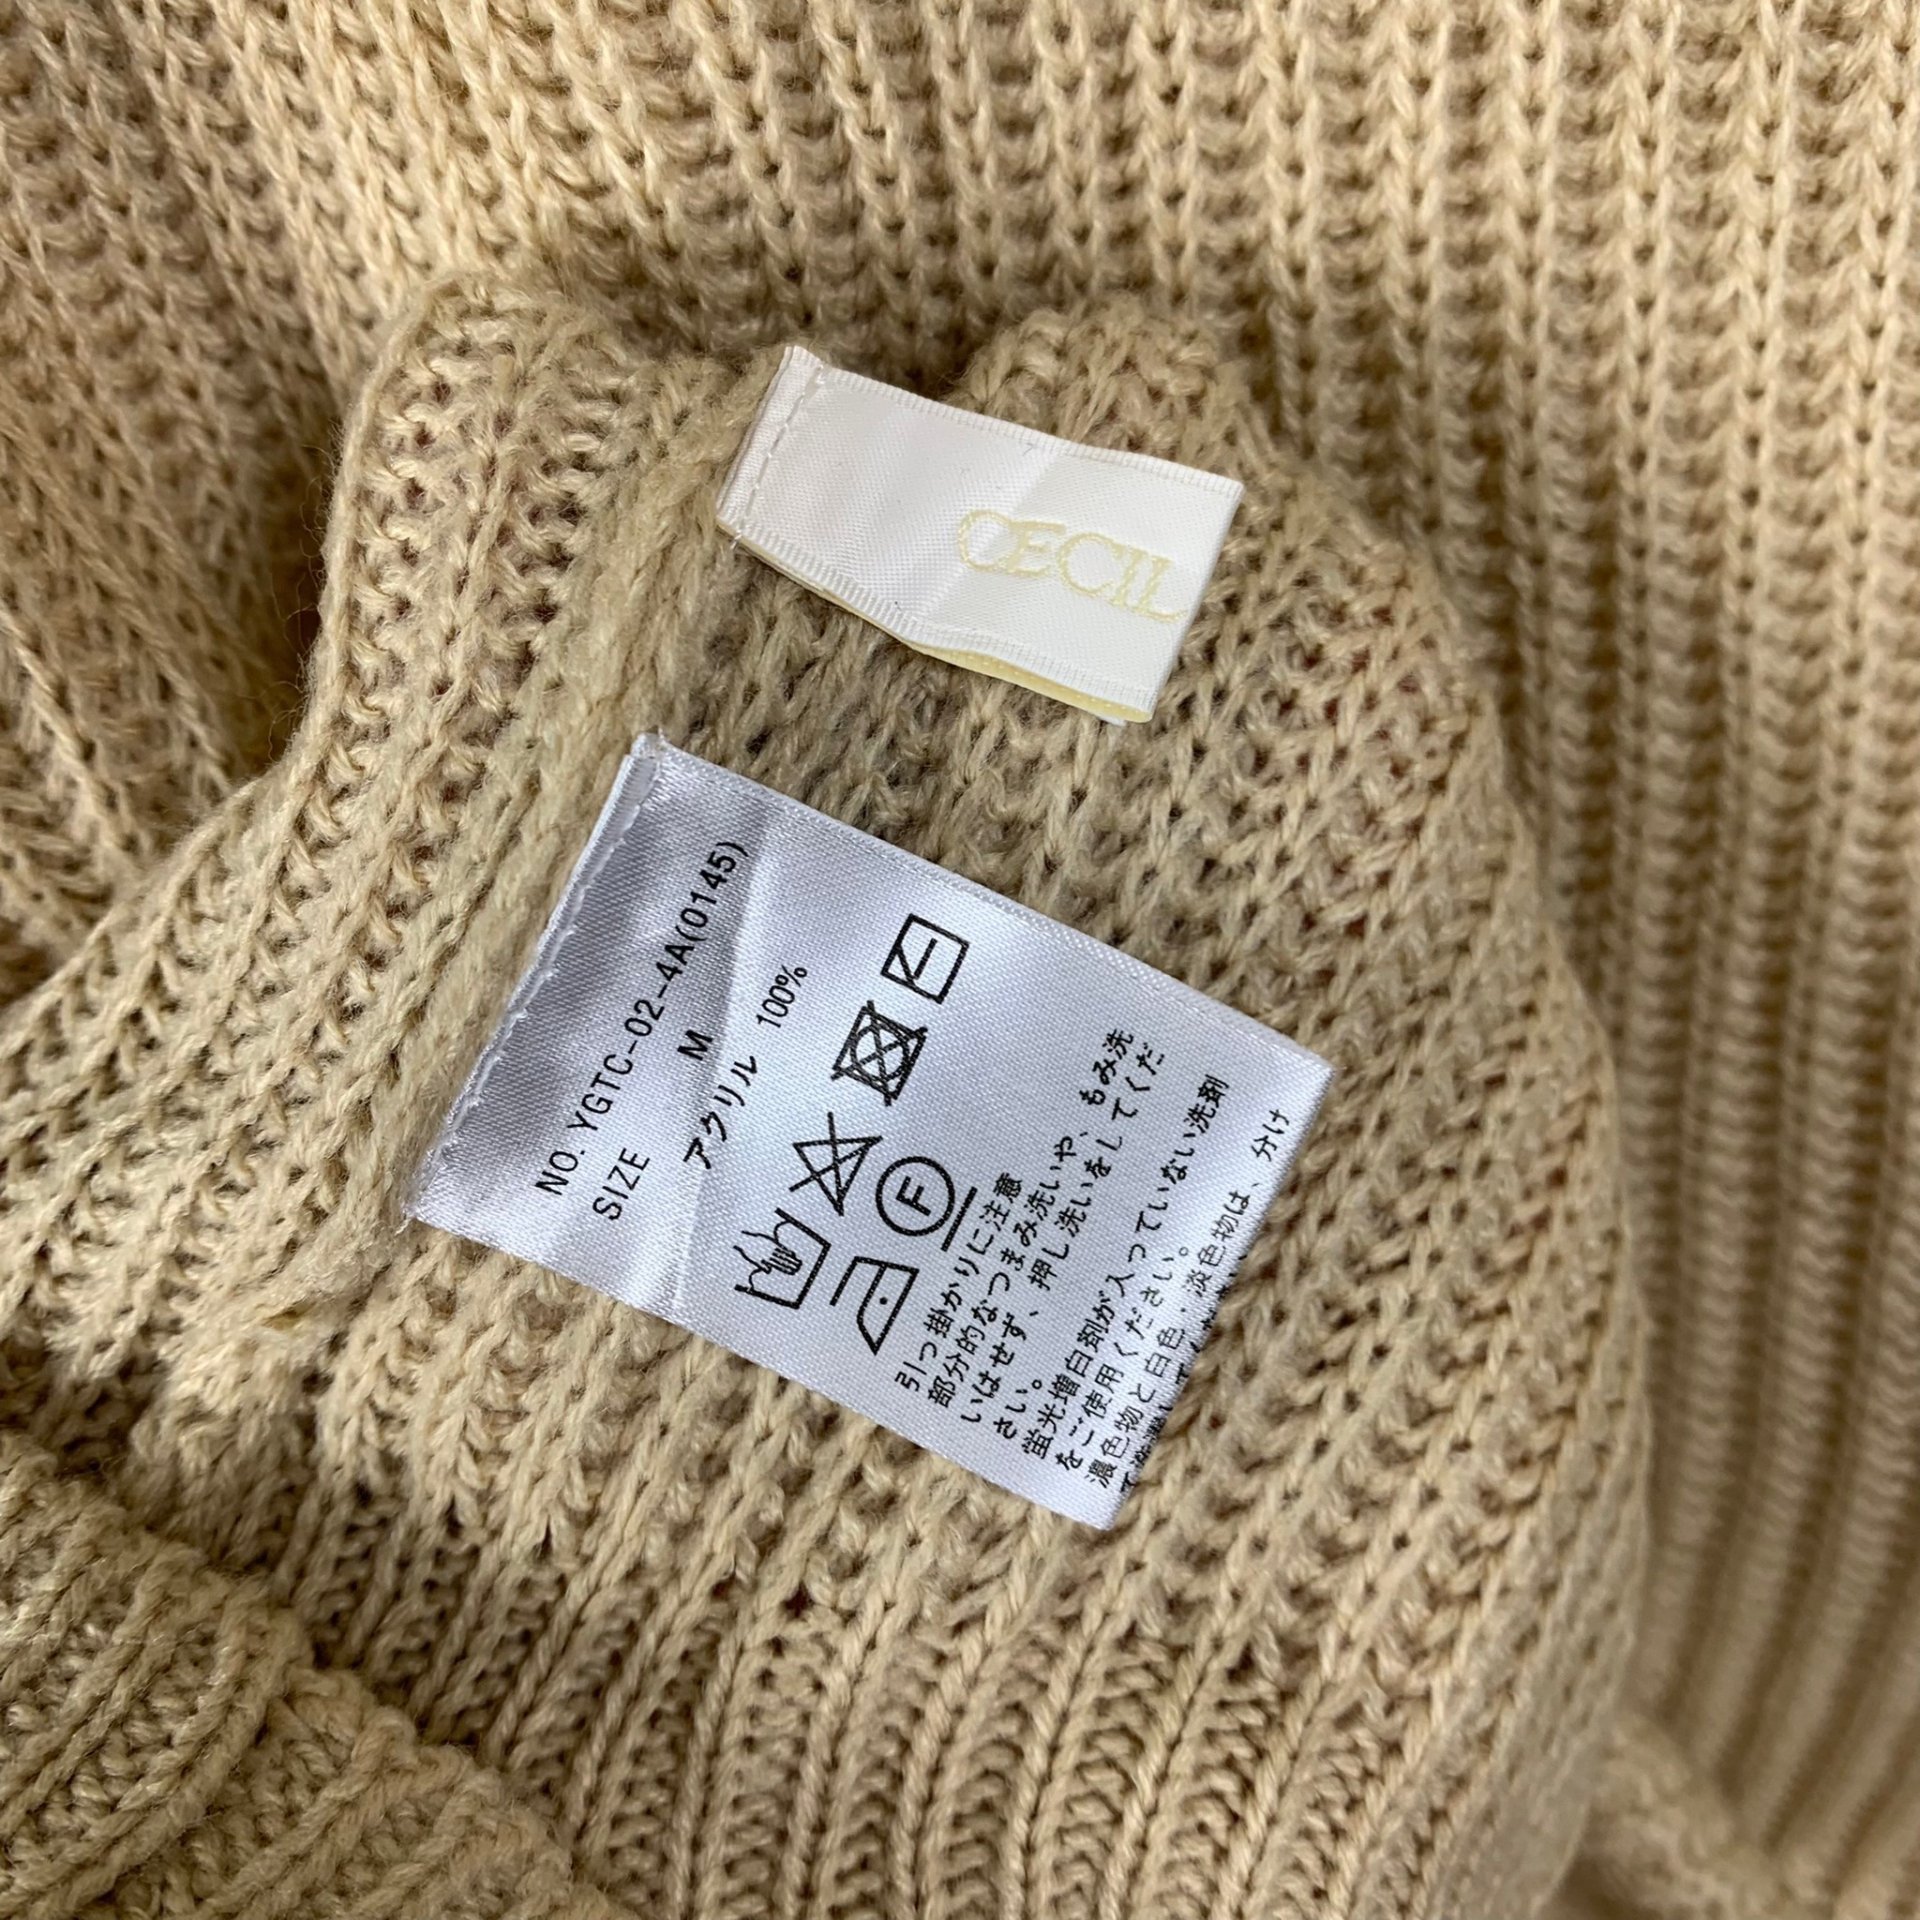 CECIL
NO. YGTC-02-4A(0145)
SIZE M
アクリル 100%
F
引っ掛かりに注意
部分的なつまみ洗いや、もみ洗
いはせず、押し洗いをしてくだ
さい。
蛍光増白剤が入っていない洗剤
をご使用ください。
濃色物と白色・淡色物は、分け